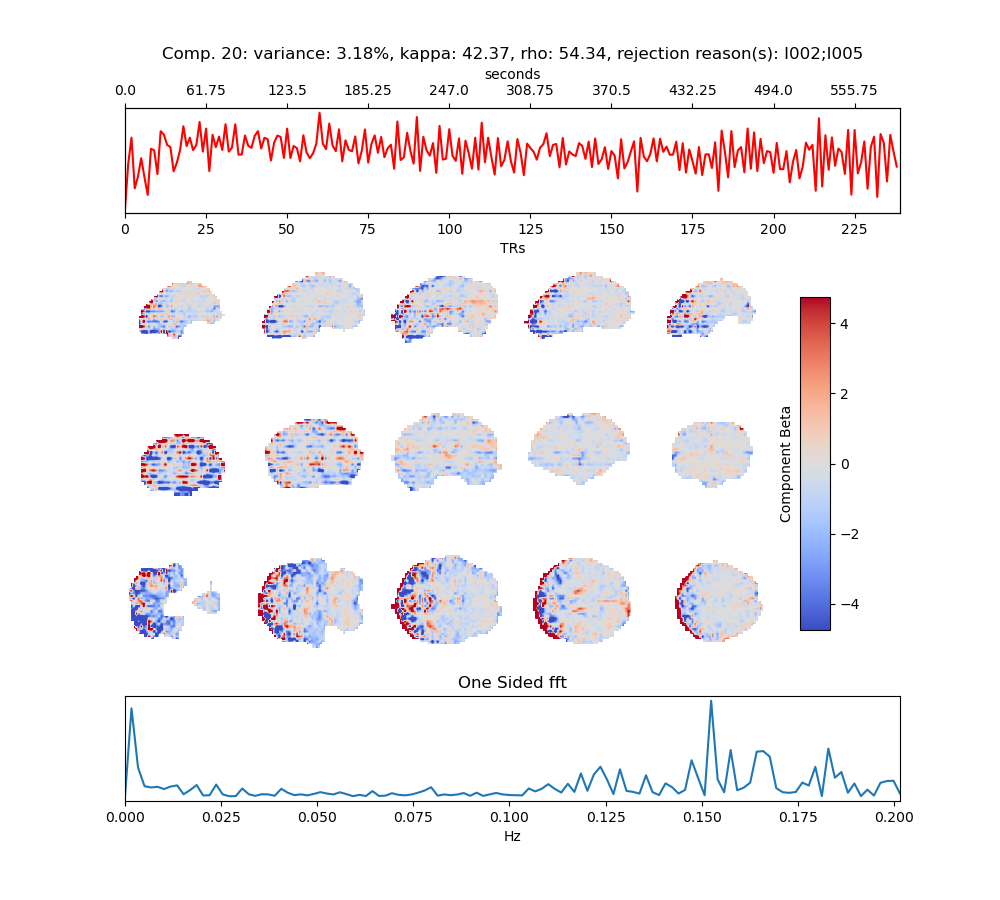 Comp. 20: variance: 3.18%, kappa: 42.37, rho: 54.34, rejection reason(s): I002;I005
seconds
0.0 61.75 123.5 185.25 247.0 308.75 370.5 432.25 494.0 555.75
0 25 50 75 100 125 150 175 200 225
TRs
4
2
0
−2
−4
Component Beta
One Sided fft
0.000 0.025 0.050 0.075 0.100 0.125 0.150 0.175 0.200
Hz